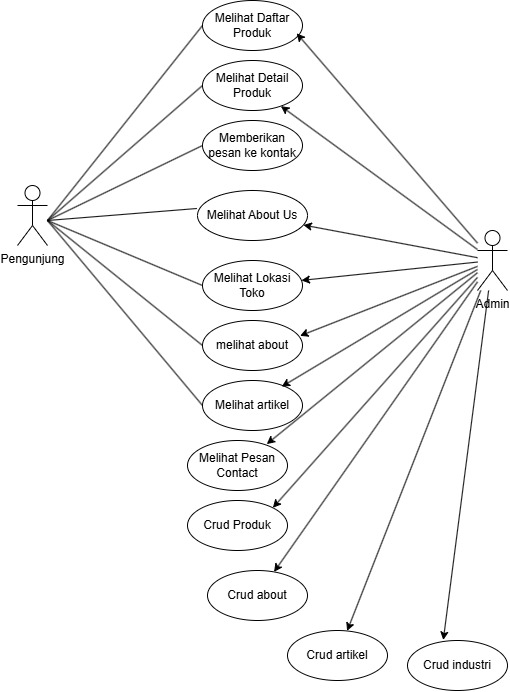 Melihat Daftar
Produk
Melihat Detail
Produk
Memberikan
pesan ke kontak
Melihat About Us
Pengunjung
Melihat Lokasi
Toko
Admin
melihat about
Melihat artikel
Melihat Pesan
Contact
Crud Produk
Crud about
Crud artikel
Crud industri